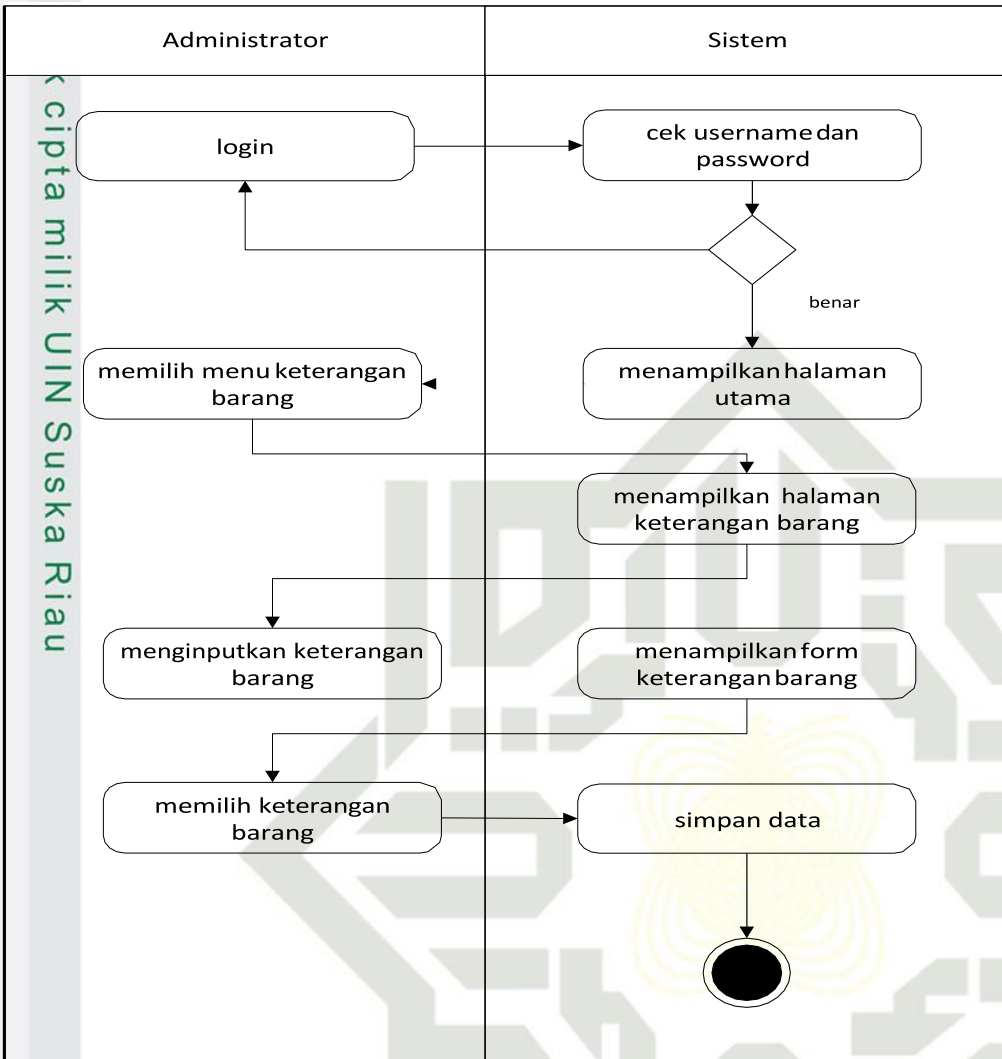 Administrator
Sistem
login
cek username dan
password
benar
memilih menu keterangan
barang
menampilkan halaman
utama
menampilkan halaman
keterangan barang
menginputkan keterangan
barang
menampilkan form
keterangan barang
memilih keterangan
barang
simpan data
cipta milik UIN Suska Riau